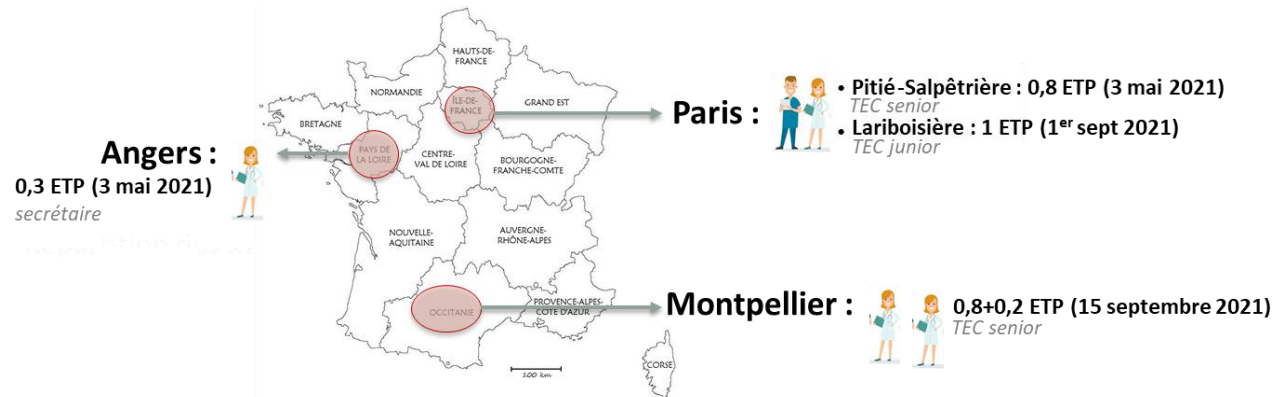 HAUTS-DE-
FRANCE
NORMANDIE
ÎLE-DE-
FRANCE
GRAND EST
BRETAGNE
PAYS DE
LA LOIRE
CENTRE-
VAL DE LOIRE
BOURGOGNE-
FRANCHE-COMTE
NOUVELLE-
AQUITAINE
AUVERGNE-
RHÔNE-ALPES
OCCITANIE
PROVENCE-ALPES-
COTE D'AZUR
CORSE
100 km
Angers :
0,3 ETP (3 mai 2021)
secrétaire
Paris :
• Pitié-Salpêtrière : 0,8 ETP (3 mai 2021)
TEC senior
• Lariboisière : 1 ETP (1er sept 2021)
TEC junior
Montpellier :
0,8+0,2 ETP (15 septembre 2021)
TEC senior